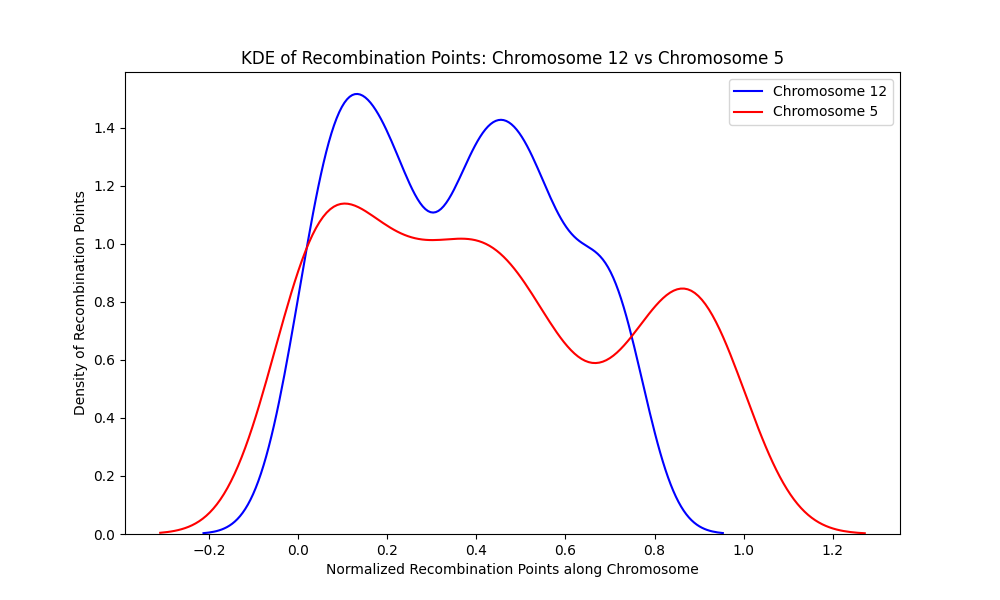 KDE of Recombination Points: Chromosome 12 vs Chromosome 5
Chromosome 12
Chromosome 5
Density of Recombination Points
1.4
1.2
1.0
0.8
0.6
0.4
0.2
0.0
−0.2 0.0 0.2 0.4 0.6 0.8 1.0 1.2
Normalized Recombination Points along Chromosome